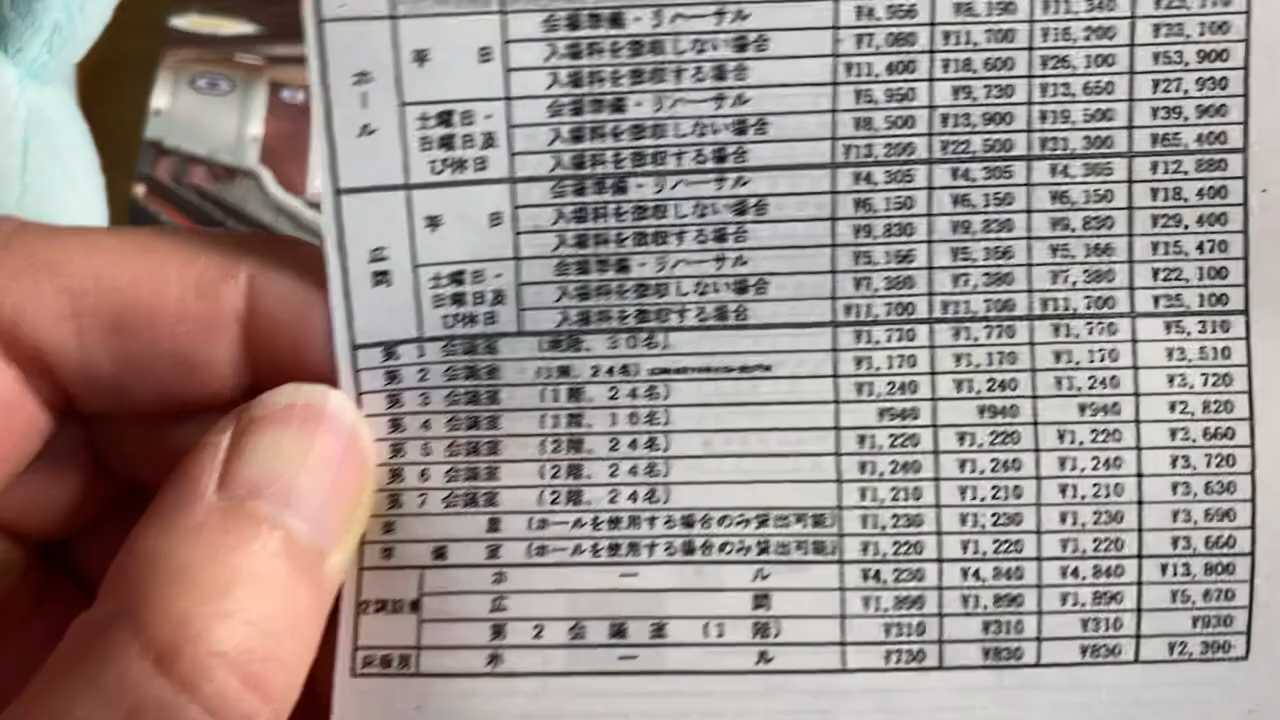 ホール 平日 会場準備・リハーサル
入場料を徴収しない場合 ¥7,080 ¥11,700 ¥16,200 ¥33,100
入場料を徴収する場合 ¥11,400 ¥18,600 ¥26,100 ¥53,900
土曜日・日曜日及び休日 会場準備・リハーサル ¥5,950 ¥9,730 ¥13,650 ¥27,930
入場料を徴収しない場合 ¥8,500 ¥13,900 ¥19,500 ¥39,900
入場料を徴収する場合 ¥13,200 ¥22,500 ¥31,300 ¥65,400
広間 平日 会場準備・リハーサル ¥4,305 ¥4,305 ¥4,305 ¥12,880
入場料を徴収しない場合 ¥6,150 ¥6,150 ¥6,150 ¥18,400
入場料を徴収する場合 ¥9,830 ¥9,830 ¥9,830 ¥29,400
土曜日・日曜日及び休日 会場準備・リハーサル ¥5,166 ¥5,166 ¥5,166 ¥15,470
入場料を徴収しない場合 ¥7,380 ¥7,380 ¥7,380 ¥22,100
入場料を徴収する場合 ¥11,700 ¥11,700 ¥11,700 ¥35,100
第1会議室 30名) ¥1,770 ¥1,770 ¥1,770 ¥5,310
第2会議室 (1階、24名) ¥1,170 ¥1,170 ¥1,170 ¥3,510
第3会議室 (1階、24名) ¥1,240 ¥1,240 ¥1,240 ¥3,720
第4会議室 (1階、16名) ¥940 ¥940 ¥940 ¥2,820
第5会議室 (2階、24名) ¥1,220 ¥1,220 ¥1,220 ¥3,660
第6会議室 (2階、24名) ¥1,240 ¥1,240 ¥1,240 ¥3,720
第7会議室 (2階、24名) ¥1,210 ¥1,210 ¥1,210 ¥3,630
楽屋 (ホールを使用する場合のみ貸出可能) ¥1,230 ¥1,230 ¥1,230 ¥3,690
準備室 (ホールを使用する場合のみ貸出可能) ¥1,220 ¥1,220 ¥1,220 ¥3,660
空調設備 ホール ¥4,230 ¥4,840 ¥4,840 ¥13,800
広間 ¥1,890 ¥1,890 ¥1,890 ¥5,670
第2会議室(1階) ¥310 ¥310 ¥310 ¥930
床暖房 ホール ¥730 ¥830 ¥830 ¥2,390